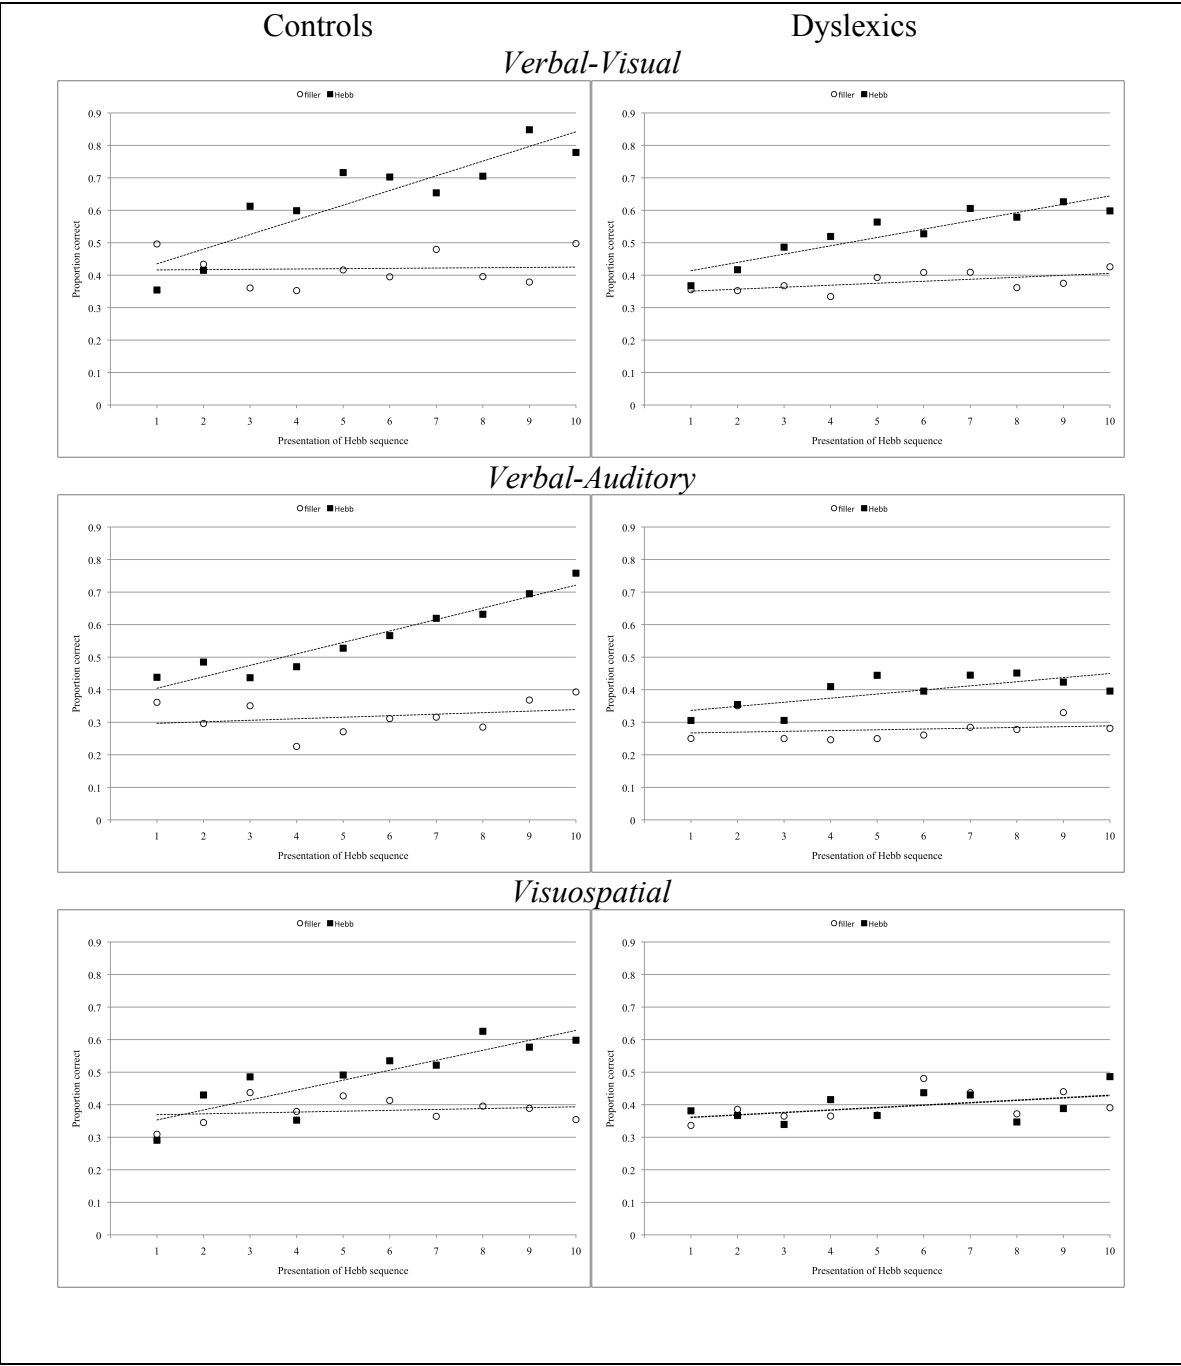 Controls Dyslexics
Verbal-Visual
filler Hebb
0.9
0.8
0.7
0.6
0.5
0.4
0.3
0.2
0.1
0
Proportion correct
1 2 3 4 5 6 7 8 9 10
Presentation of Hebb sequence
filler Hebb
0.9
0.8
0.7
0.6
0.5
0.4
0.3
0.2
0.1
0
Proportion correct
1 2 3 4 5 6 7 8 9 10
Presentation of Hebb sequence
Verbal-Auditory
filler Hebb
0.9
0.8
0.7
0.6
0.5
0.4
0.3
0.2
0.1
0
Proportion correct
1 2 3 4 5 6 7 8 9 10
Presentation of Hebb sequence
filler Hebb
0.9
0.8
0.7
0.6
0.5
0.4
0.3
0.2
0.1
0
Proportion correct
1 2 3 4 5 6 7 8 9 10
Presentation of Hebb sequence
Visuospatial
filler Hebb
0.9
0.8
0.7
0.6
0.5
0.4
0.3
0.2
0.1
0
Proportion correct
1 2 3 4 5 6 7 8 9 10
Presentation of Hebb sequence
filler Hebb
0.9
0.8
0.7
0.6
0.5
0.4
0.3
0.2
0.1
0
Proportion correct
1 2 3 4 5 6 7 8 9 10
Presentation of Hebb sequence